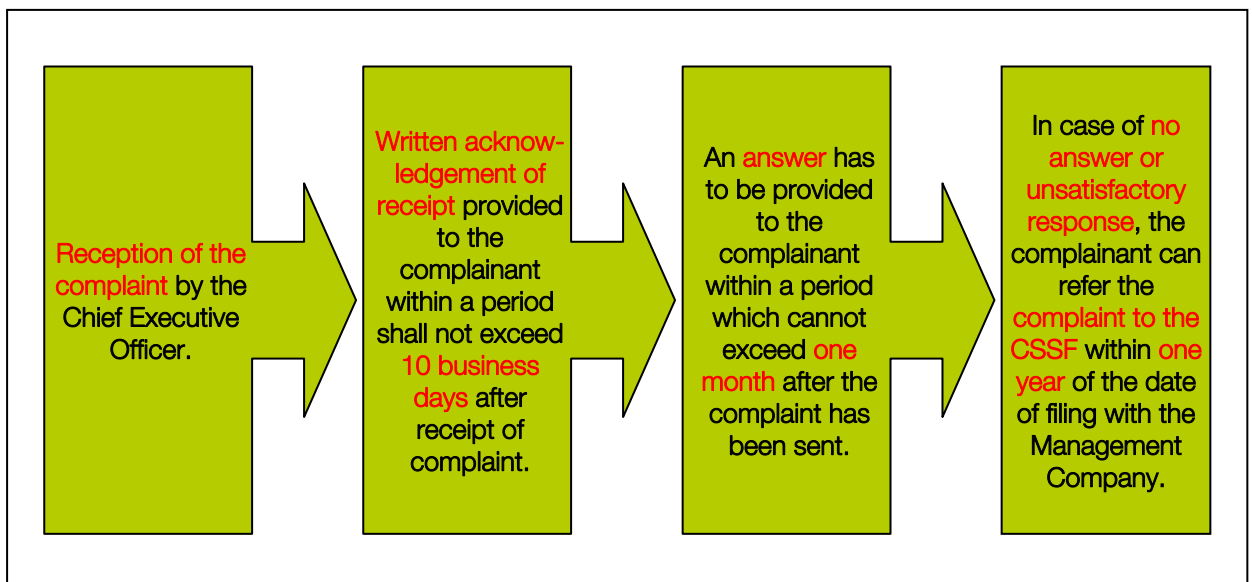 Reception of the
complaint by the
Chief Executive
Officer.
Written acknow-
ledgement of
receipt provided
to the
complainant
within a period
shall not exceed
10 business
days after
receipt of
complaint.
An answer has
to be provided
to the
complainant
within a period
which cannot
exceed one
month after the
complaint has
been sent.
In case of no
answer or
unsatisfactory
response, the
complainant can
refer the
complaint to the
CSSF within one
year of the date
of filing with the
Management
Company.